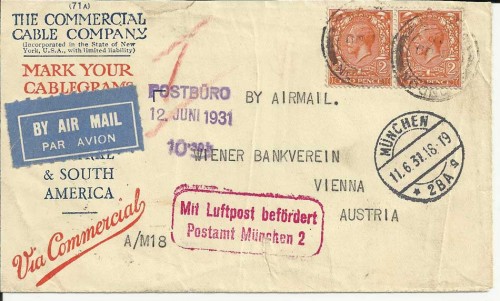 (71A)
THE COMMERCIAL
CABLE COMPANY
(Incorporated in the State of New
York, U.S.A., with limited liability)
MARK YOUR
CABLEGRAMS
BY AIR MAIL
PAR AVION
& SOUTH
AMERICA
Via Commercial
POSTBÜRO
12. JUNI 1931
BY AIRMAIL.
WIENER BANKVEREIN
VIENNA
AUSTRIA
A/M18
Mit Luftpost befördert
Postamt München 2
MÜNCHEN
11.6.31.18-19
* 2BA